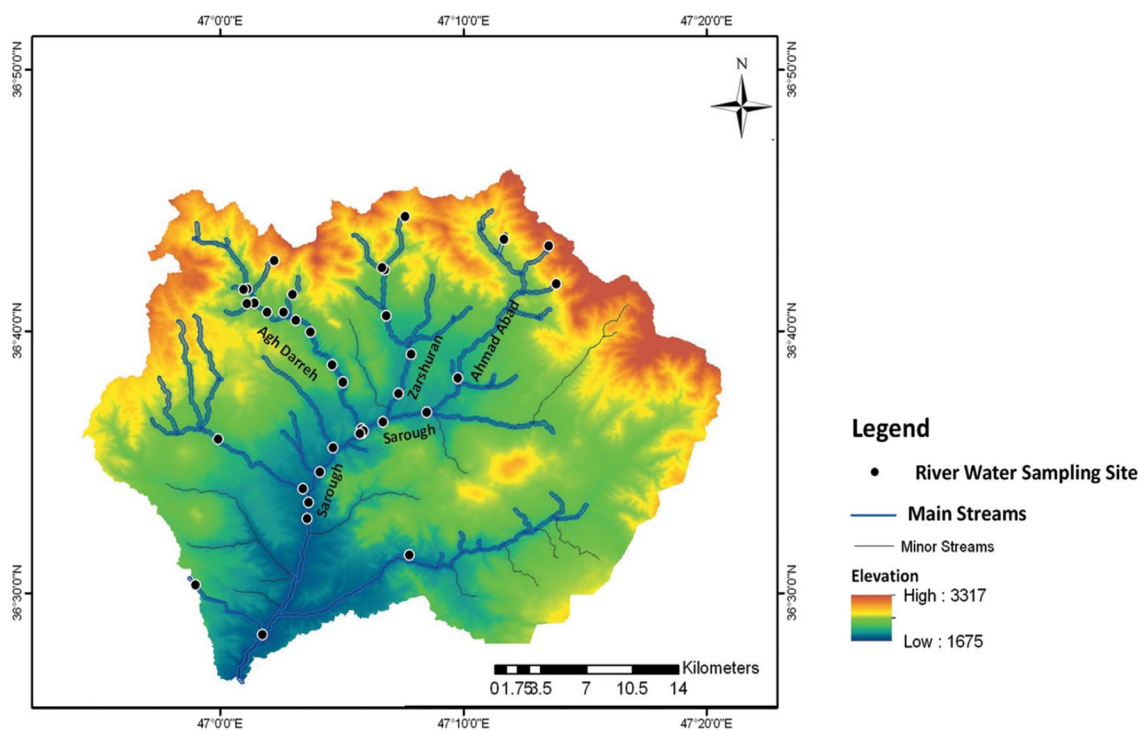 47°0'0"E 47°10'0"E 47°20'0"E
36°50'0"N 36°50'0"N
N
36°40'0"N 36°40'0"N
Agh Darreh
Zarshuran
Ahmad Abad
Sarough
Sarough
36°30'0"N 36°30'0"N
Kilometers
0 1.75 3.5 7 10.5 14
47°0'0"E 47°10'0"E 47°20'0"E
Legend
River Water Sampling Site
Main Streams
Minor Streams
Elevation
High : 3317
Low : 1675